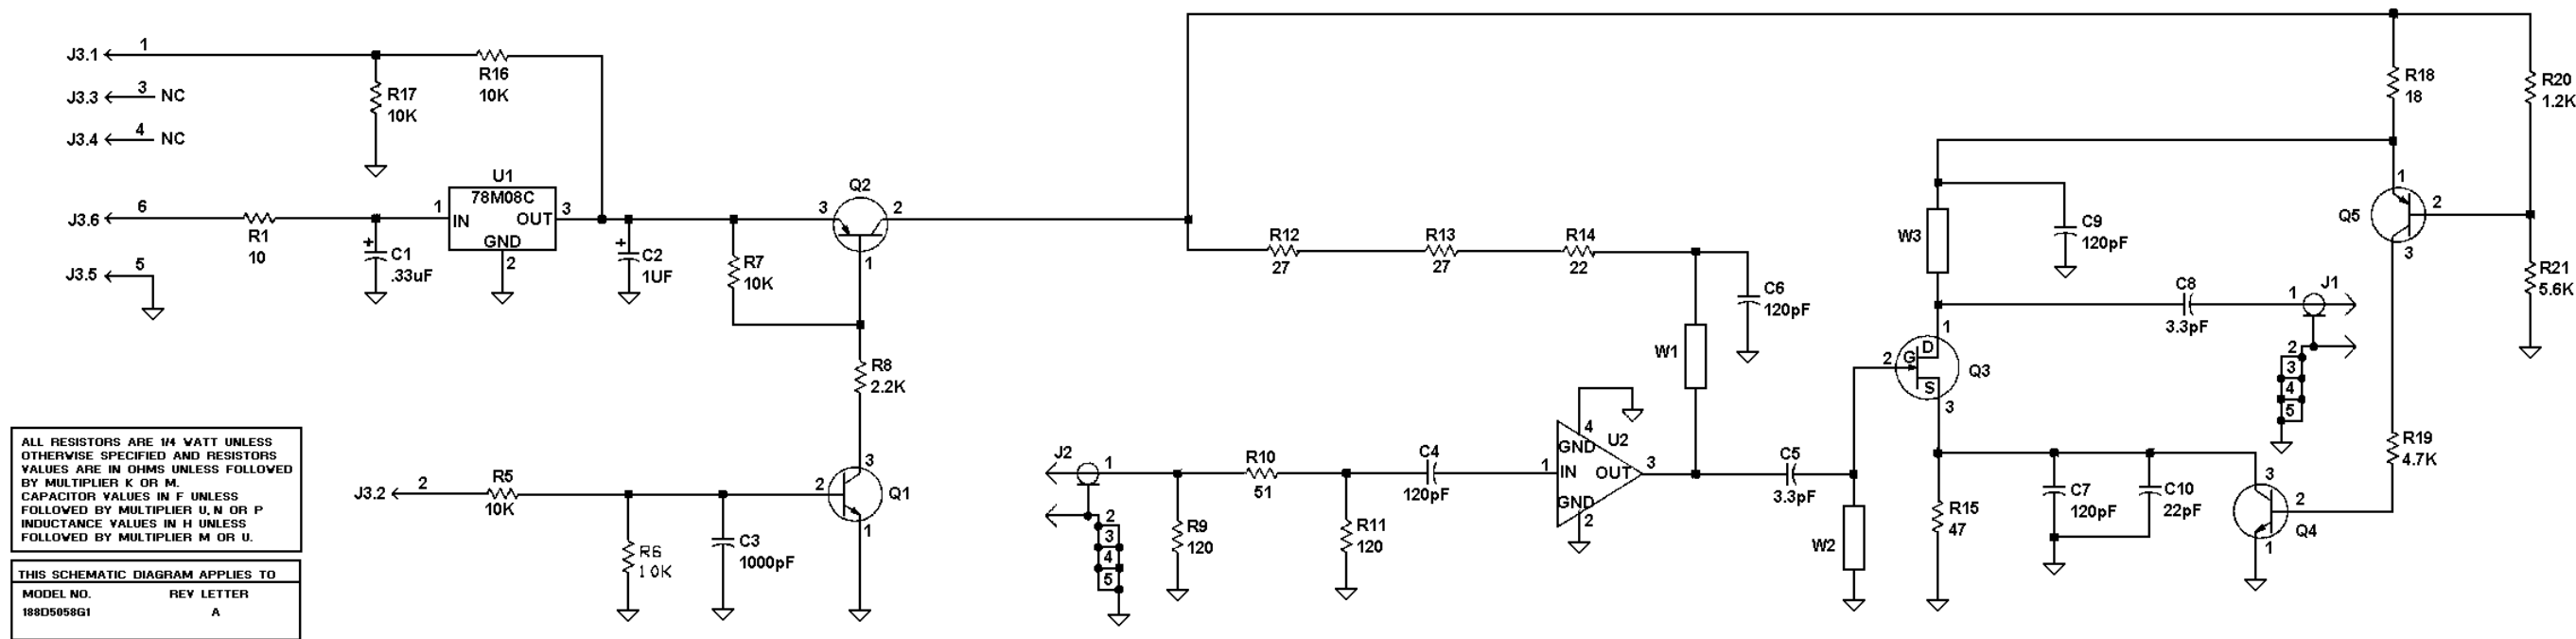 J3.1 1
J3.3 3 NC
J3.4 4 NC
J3.6 6
J3.5 5
R17
10K
R16
10K
R1
10
C1
.33uF
+
U1
78M08C
1 IN OUT 3
GND
2
+
C2
1UF
R7
10K
Q2
3 2
1
R8
2.2K
J3.2 2
R5
10K
R6
10K
C3
1000pF
3
2 Q1
1
R12
27
R13
27
R14
22
C6
120pF
W1
J2
1
2
3
4
5
R9
120
R10
51
R11
120
C4
120pF
4
GND U2
1 IN OUT 3
GND
2
C5
3.3pF
W2
W3
C9
120pF
1
D
2 G Q3
S
3
R15
47
C7
120pF
C10
22pF
3
2
Q4
1
C8
3.3pF
1 J1
2
3
4
5
R18
18
R20
1.2K
1
2
Q5
3
R21
5.6K
R19
4.7K
ALL RESISTORS ARE 1/4 WATT UNLESS
OTHERWISE SPECIFIED AND RESISTORS
VALUES ARE IN OHMS UNLESS FOLLOWED
BY MULTIPLIER K OR M.
CAPACITOR VALUES IN F UNLESS
FOLLOWED BY MULTIPLIER U, N OR P
INDUCTANCE VALUES IN H UNLESS
FOLLOWED BY MULTIPLIER M OR U.
THIS SCHEMATIC DIAGRAM APPLIES TO
MODEL NO. REV LETTER
188D5058G1 A